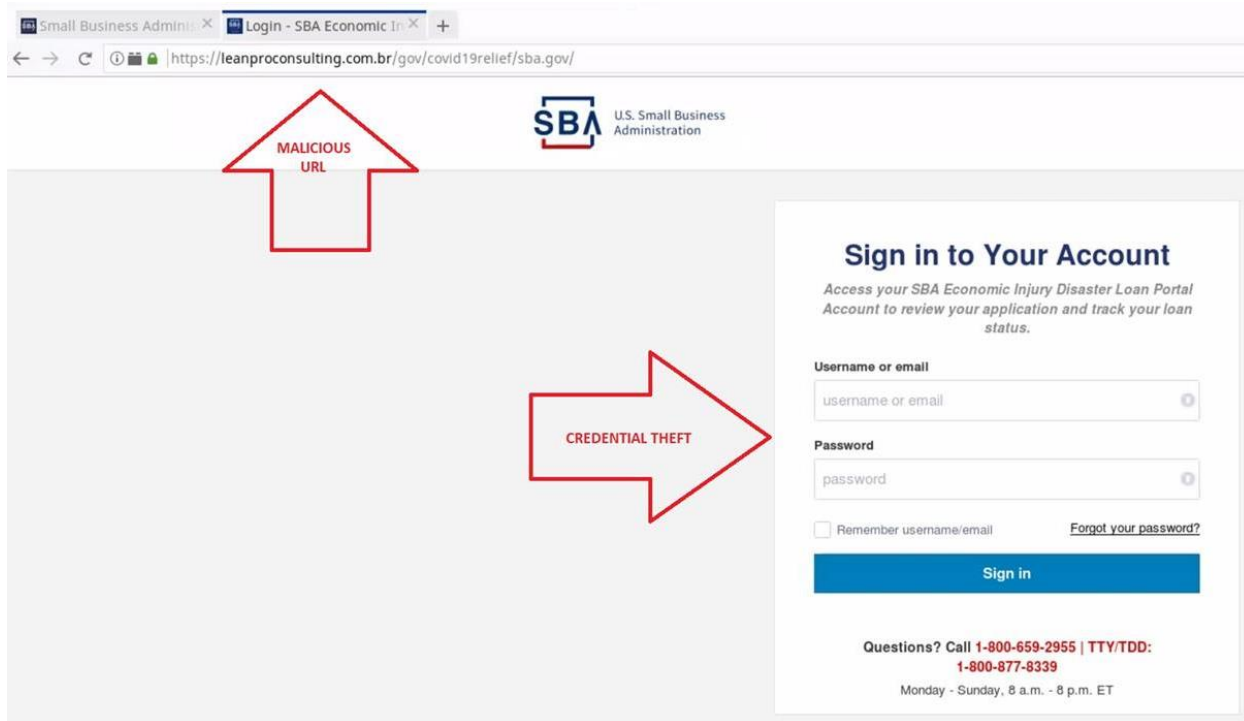 Small Business Adminis
Login - SBA Economic In
https://leanproconsulting.com.br/gov/covid19relief/sba.gov/
SBA
U.S. Small Business
Administration
MALICIOUS
URL
Sign in to Your Account
Access your SBA Economic Injury Disaster Loan Portal
Account to review your application and track your loan
status.
Username or email
username or email
CREDENTIAL THEFT
Password
password
Remember username/email
Forgot your password?
Sign in
Questions? Call 1-800-659-2955 | TTY/TDD:
1-800-877-8339
Monday - Sunday, 8 a.m. - 8 p.m. ET